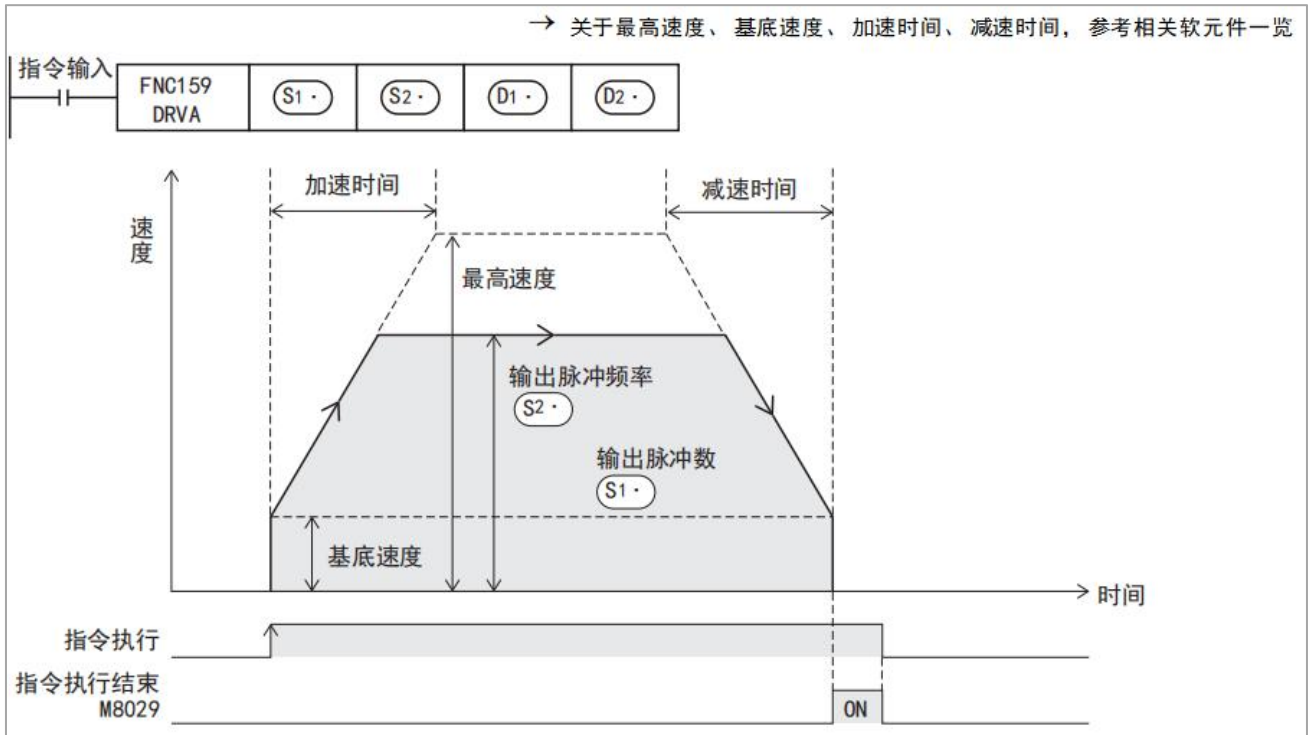 → 关于最高速度、基底速度、加速时间、减速时间，参考相关软元件一览
指令输入
FNC159
DRVA
S1·
S2·
D1·
D2·
加速时间
减速时间
速度
最高速度
输出脉冲频率
S2·
输出脉冲数
S1·
基底速度
时间
指令执行
指令执行结束
M8029
ON